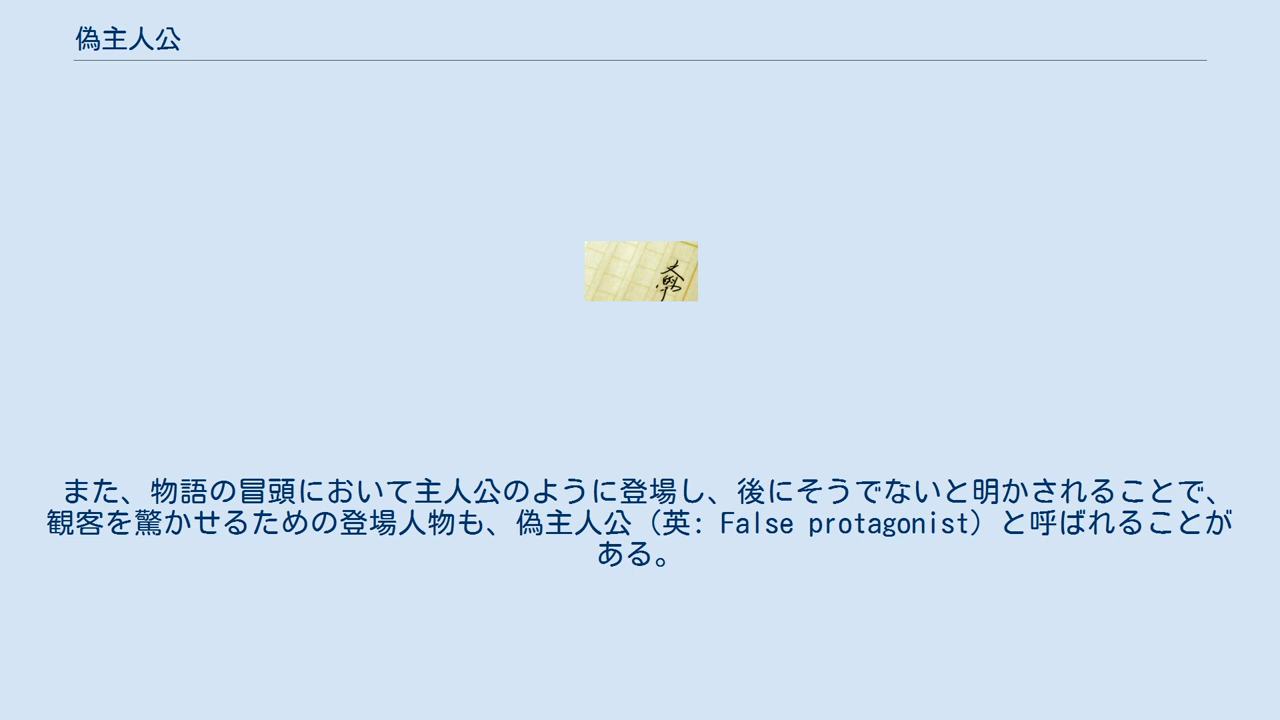 偽主人公
また、物語の冒頭において主人公のように登場し、後にそうでないと明かされることで、
観客を驚かせるための登場人物も、偽主人公（英: False protagonist）と呼ばれることが
ある。